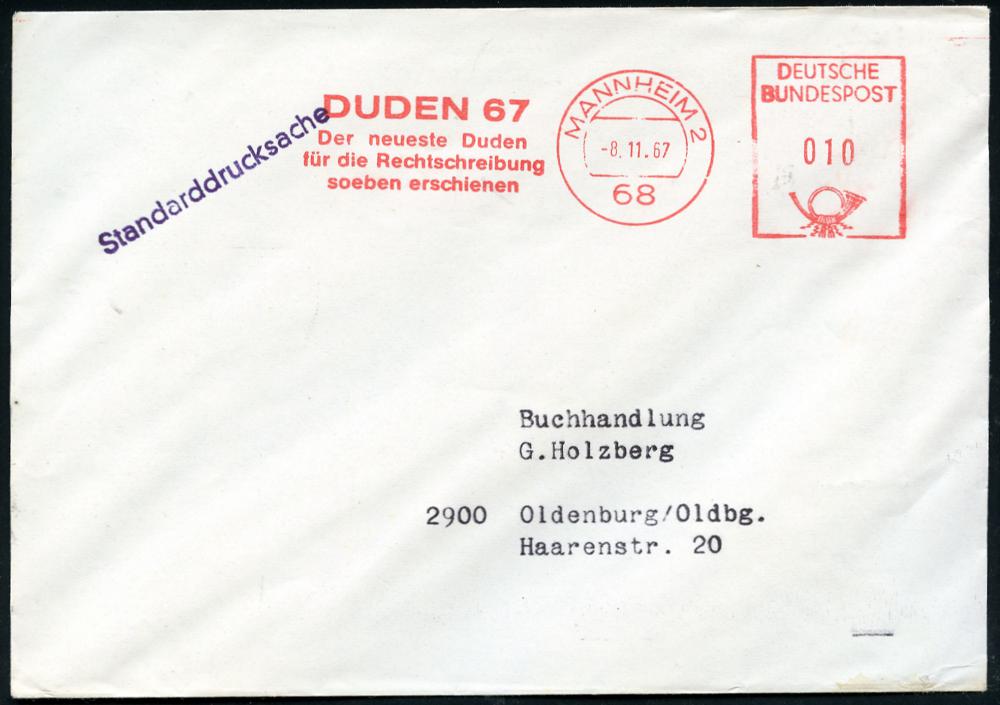 Standarddrucksache
DUDEN 67
Der neueste Duden
für die Rechtschreibung
soeben erschienen
MANNHEIM 2
-8.11.67
68
DEUTSCHE
BUNDESPOST
010
Buchhandlung
G.Holzberg
2900 Oldenburg/Oldbg.
Haarenstr. 20